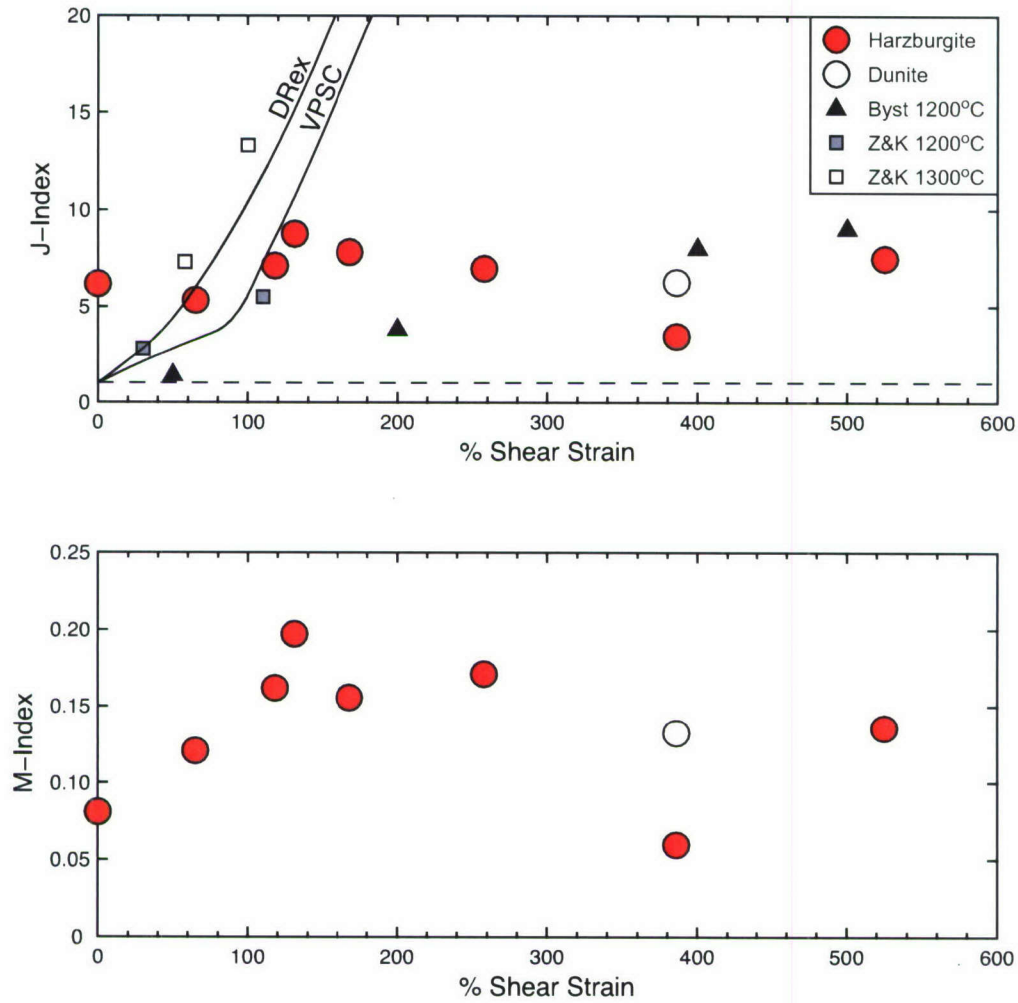 20
15
10
5
0
J–Index
DRex
VPSC
Harzburgite
Dunite
Byst 1200°C
Z&K 1200°C
Z&K 1300°C
0 100 200 300 400 500 600
% Shear Strain
0.25
0.20
0.15
0.10
0.05
0
M–Index
0 100 200 300 400 500 600
% Shear Strain